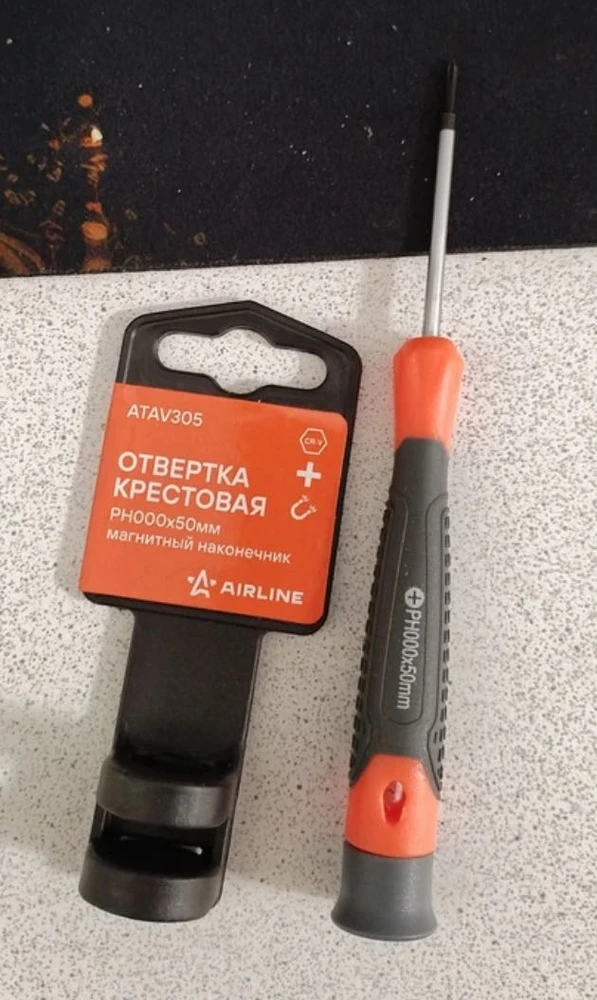 ATAV305
CR-V
ОТВЕРТКА
КРЕСТОВАЯ
PH000x50мм
магнитный наконечник
AIRLINE
PH000x50mm